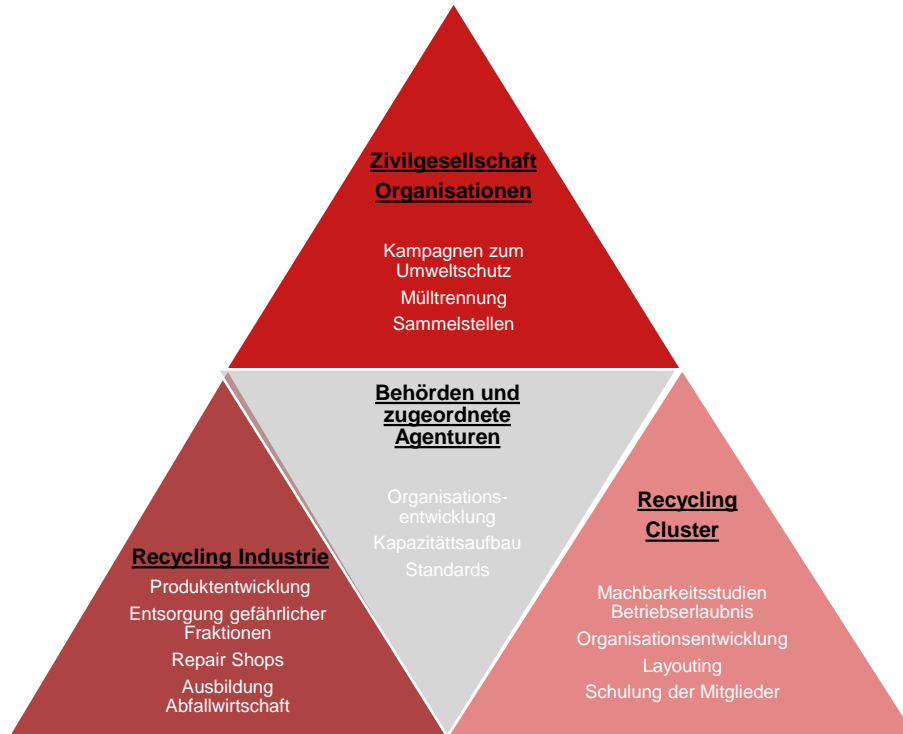 Zivilgesellschaft
Organisationen
Kampagnen zum
Umweltschutz
Mülltrennung
Sammelstellen
Behörden und
zugeordnete
Agenturen
Organisations-
entwicklung
Kapazitättsaufbau
Standards
Recycling Industrie
Produktentwicklung
Entsorgung gefährlicher
Fraktionen
Repair Shops
Ausbildung
Abfallwirtschaft
Recycling
Cluster
Machbarkeitsstudien
Betriebserlaubnis
Organisationsentwicklung
Layouting
Schulung der Mitglieder